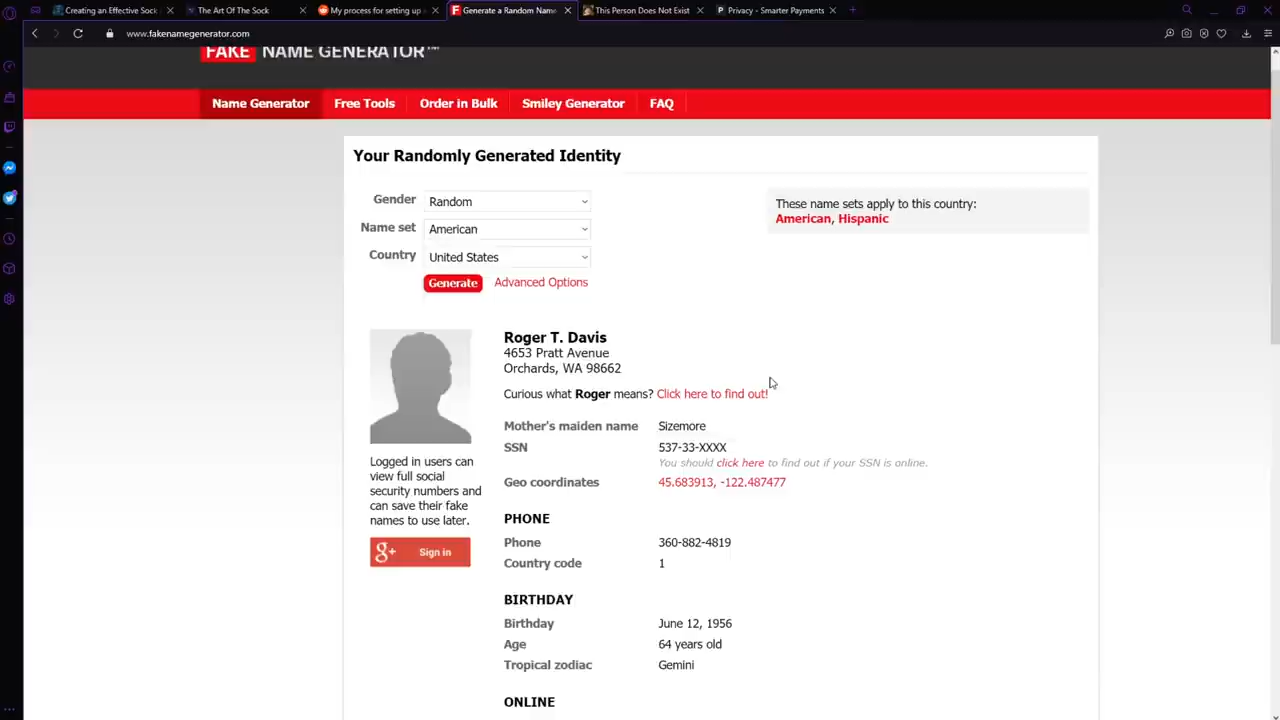 Creating an Effective Sock
The Art Of The Sock
My process for setting up
Generate a Random Name
This Person Does Not Exist
Privacy - Smarter Payments
www.fakenamegenerator.com
FAKE NAME GENERATOR™
Name Generator Free Tools Order in Bulk Smiley Generator FAQ
Your Randomly Generated Identity
Gender Random
Name set American
Country United States
Generate Advanced Options
These name sets apply to this country:
American, Hispanic
Logged in users can
view full social
security numbers and
can save their fake
names to use later.
g+ Sign in
Roger T. Davis
4653 Pratt Avenue
Orchards, WA 98662
Curious what Roger means? Click here to find out!
Mother's maiden name Sizemore
SSN 537-33-XXXX
You should click here to find out if your SSN is online.
Geo coordinates 45.683913, -122.487477
PHONE
Phone 360-882-4819
Country code 1
BIRTHDAY
Birthday June 12, 1956
Age 64 years old
Tropical zodiac Gemini
ONLINE